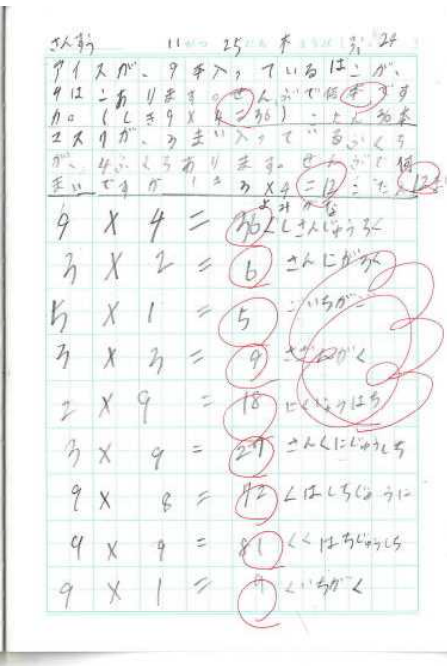 さんすう 11がつ 25にち 木
アイスが、9本入っているはこが、
4はこあります。ぜんぶで何本です
か。(しき9×4=36) こたえ36本
マスクが、3まい入っているふくろ
が、4ふくろあります。ぜんぶで何
まいですか しき3×4=12 こたえ12まい
よみかた
9×4=36 くしさんじゅうろく
3×2=6 さんにがろく
5×1=5 ごいちがご
3×3=9 さざんがく
2×9=18 にくじゅうはち
3×9=27 さんくにじゅうしち
9×8=72 くはしちじゅうに
9×9=81 くくはちじゅういち
9×1=9 くいちがく